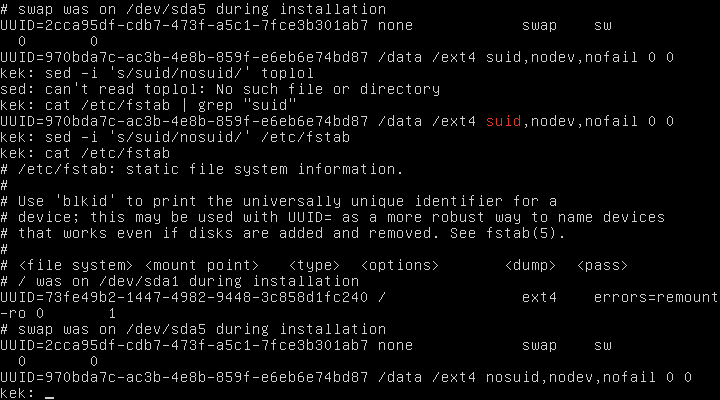 # swap was on /dev/sda5 during installation
UUID=2cca95df-cdb7-473f-a5c1-7fce3b301ab7 none            swap    sw
  0       0
UUID=970bda7c-ac3b-4e8b-859f-e6eb6e74bd87 /data /ext4 suid,nodev,nofail 0 0
kek: sed -i 's/suid/nosuid/' toplol
sed: can't read toplol: No such file or directory
kek: cat /etc/fstab | grep "suid"
UUID=970bda7c-ac3b-4e8b-859f-e6eb6e74bd87 /data /ext4 suid,nodev,nofail 0 0
kek: sed -i 's/suid/nosuid/' /etc/fstab
kek: cat /etc/fstab
# /etc/fstab: static file system information.
#
# Use 'blkid' to print the universally unique identifier for a
# device; this may be used with UUID= as a more robust way to name devices
# that works even if disks are added and removed. See fstab(5).
#
# <file system> <mount point>   <type>  <options>       <dump>  <pass>
# / was on /dev/sda1 during installation
UUID=73fe49b2-1447-4982-9448-3c858d1fc240 /               ext4    errors=remount
-ro 0       1
# swap was on /dev/sda5 during installation
UUID=2cca95df-cdb7-473f-a5c1-7fce3b301ab7 none            swap    sw
  0       0
UUID=970bda7c-ac3b-4e8b-859f-e6eb6e74bd87 /data /ext4 nosuid,nodev,nofail 0 0
kek: _